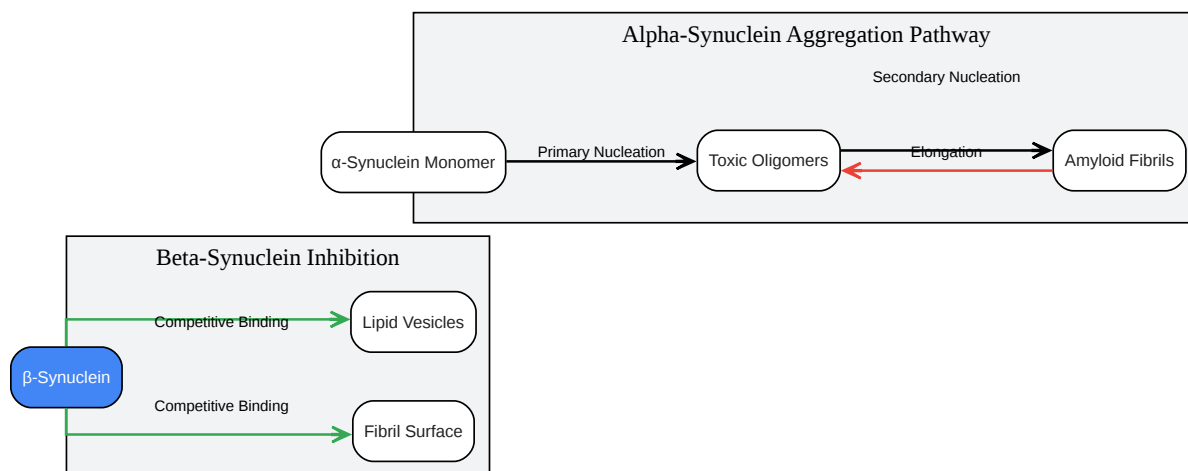 Alpha-Synuclein Aggregation Pathway
Secondary Nucleation
α-Synuclein Monomer
Primary Nucleation
Toxic Oligomers
Elongation
Amyloid Fibrils
Beta-Synuclein Inhibition
Competitive Binding
Lipid Vesicles
β-Synuclein
Competitive Binding
Fibril Surface